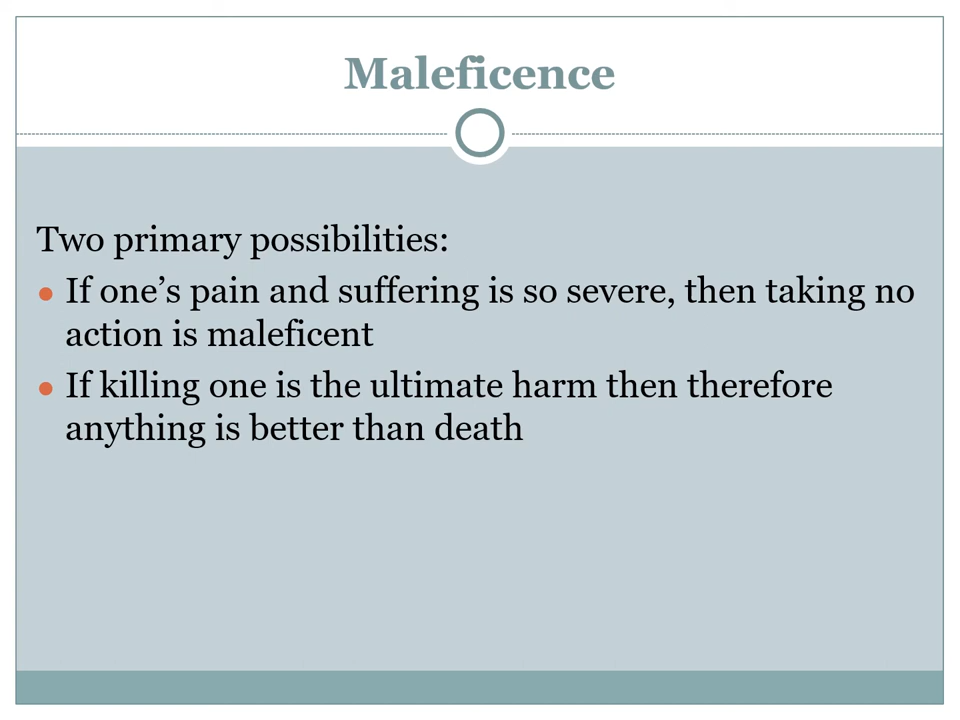 Maleficence
Two primary possibilities:
• If one’s pain and suffering is so severe, then taking no
action is maleficent
• If killing one is the ultimate harm then therefore
anything is better than death